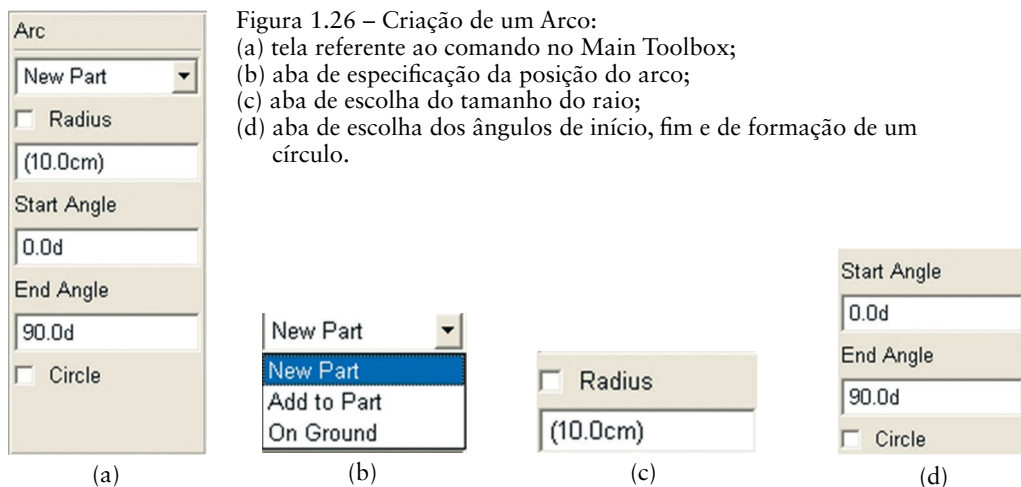 Arc
New Part
Radius
(10.0cm)
Start Angle
0.0d
End Angle
90.0d
Circle
(a)
Figura 1.26 – Criação de um Arco:
(a) tela referente ao comando no Main Toolbox;
(b) aba de especificação da posição do arco;
(c) aba de escolha do tamanho do raio;
(d) aba de escolha dos ângulos de início, fim e de formação de um
círculo.
New Part
New Part
Add to Part
On Ground
(b)
Radius
(10.0cm)
(c)
Start Angle
0.0d
End Angle
90.0d
Circle
(d)